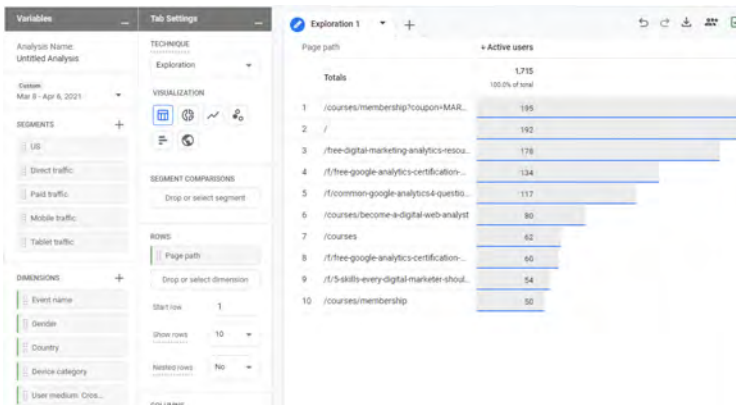 Variables
Analysis Name:
Untitled Analysis
Custom
Mar 8 - Apr 6, 2021
SEGMENTS
US
Direct traffic
Paid traffic
Mobile traffic
Tablet traffic
DIMENSIONS
Event name
Gender
Country
Device category
User medium: Cros...
Tab Settings
TECHNIQUE
Exploration
VISUALIZATION
SEGMENT COMPARISONS
Drop or select segment
ROWS
Page path
Drop or select dimension
Start row 1
Show rows 10
Nested rows No
COLUMNS
Exploration 1
Page path Active users
Totals 1,715
100.0% of total
1 /courses/membership?coupon=MAR... 195
2 / 192
3 /free-digital-marketing-analytics-resou... 178
4 /f/free-google-analytics-certification-... 134
5 /f/common-google-analytics4-questio... 117
6 /courses/become-a-digital-web-analyst 80
7 /courses 62
8 /f/free-google-analytics-certification-... 60
9 /f/5-skills-every-digital-marketer-shoul... 54
10 /courses/membership 50